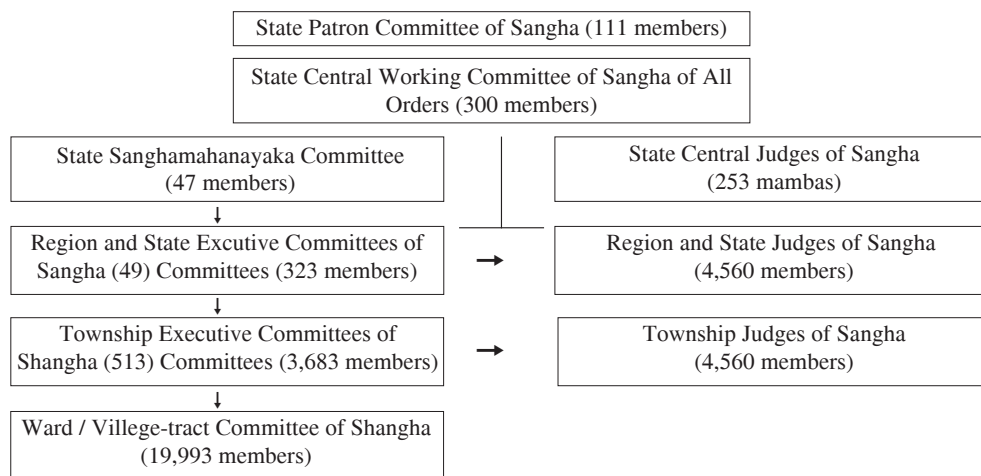 State Patron Committee of Sangha (111 members)
State Central Working Committee of Sangha of All
Orders (300 members)
State Sanghamahanayaka Committee
(47 members)
State Central Judges of Sangha
(253 mambas)
Region and State Excutive Committees of
Sangha (49) Committees (323 members)
Region and State Judges of Sangha
(4,560 members)
Township Executive Committees of
Shangha (513) Committees (3,683 members)
Township Judges of Sangha
(4,560 members)
Ward / Villege-tract Committee of Shangha
(19,993 members)